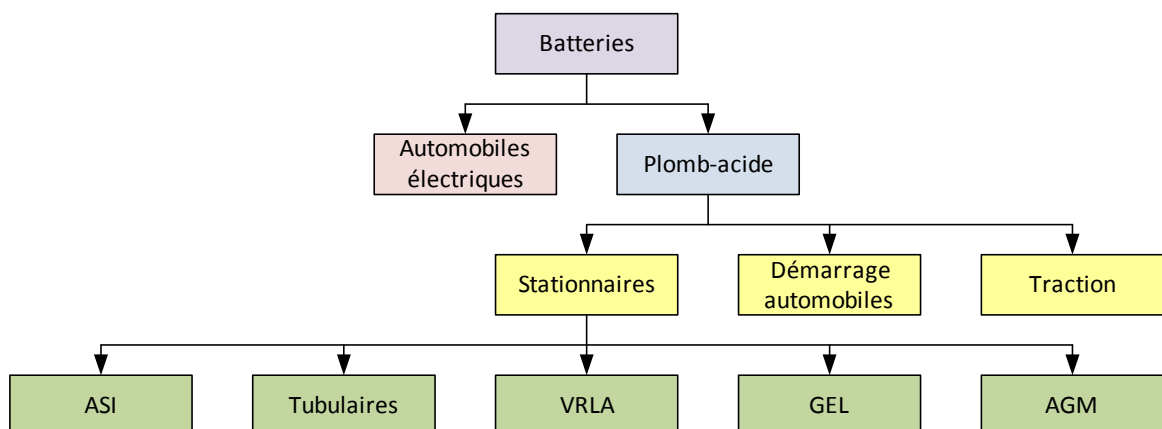 Batteries
Automobiles
électriques
Plomb-acide
Stationnaires
Démarrage
automobiles
Traction
ASI
Tubulaires
VRLA
GEL
AGM